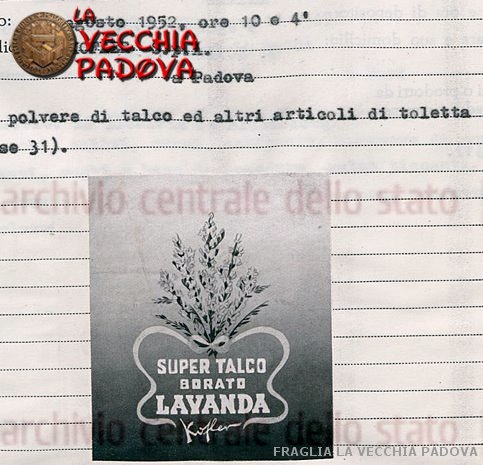 LA
VECCHIA
PADOVA
agosto 1952, ore 10 e 4'
a Padova
polvere di talco ed altri articoli di toletta
se 31).
archivio centrale dello stato
SUPER TALCO
BORATO
LAVANDA
Kofler
archivio centrale dello stato
FRAGLIA LA VECCHIA PADOVA